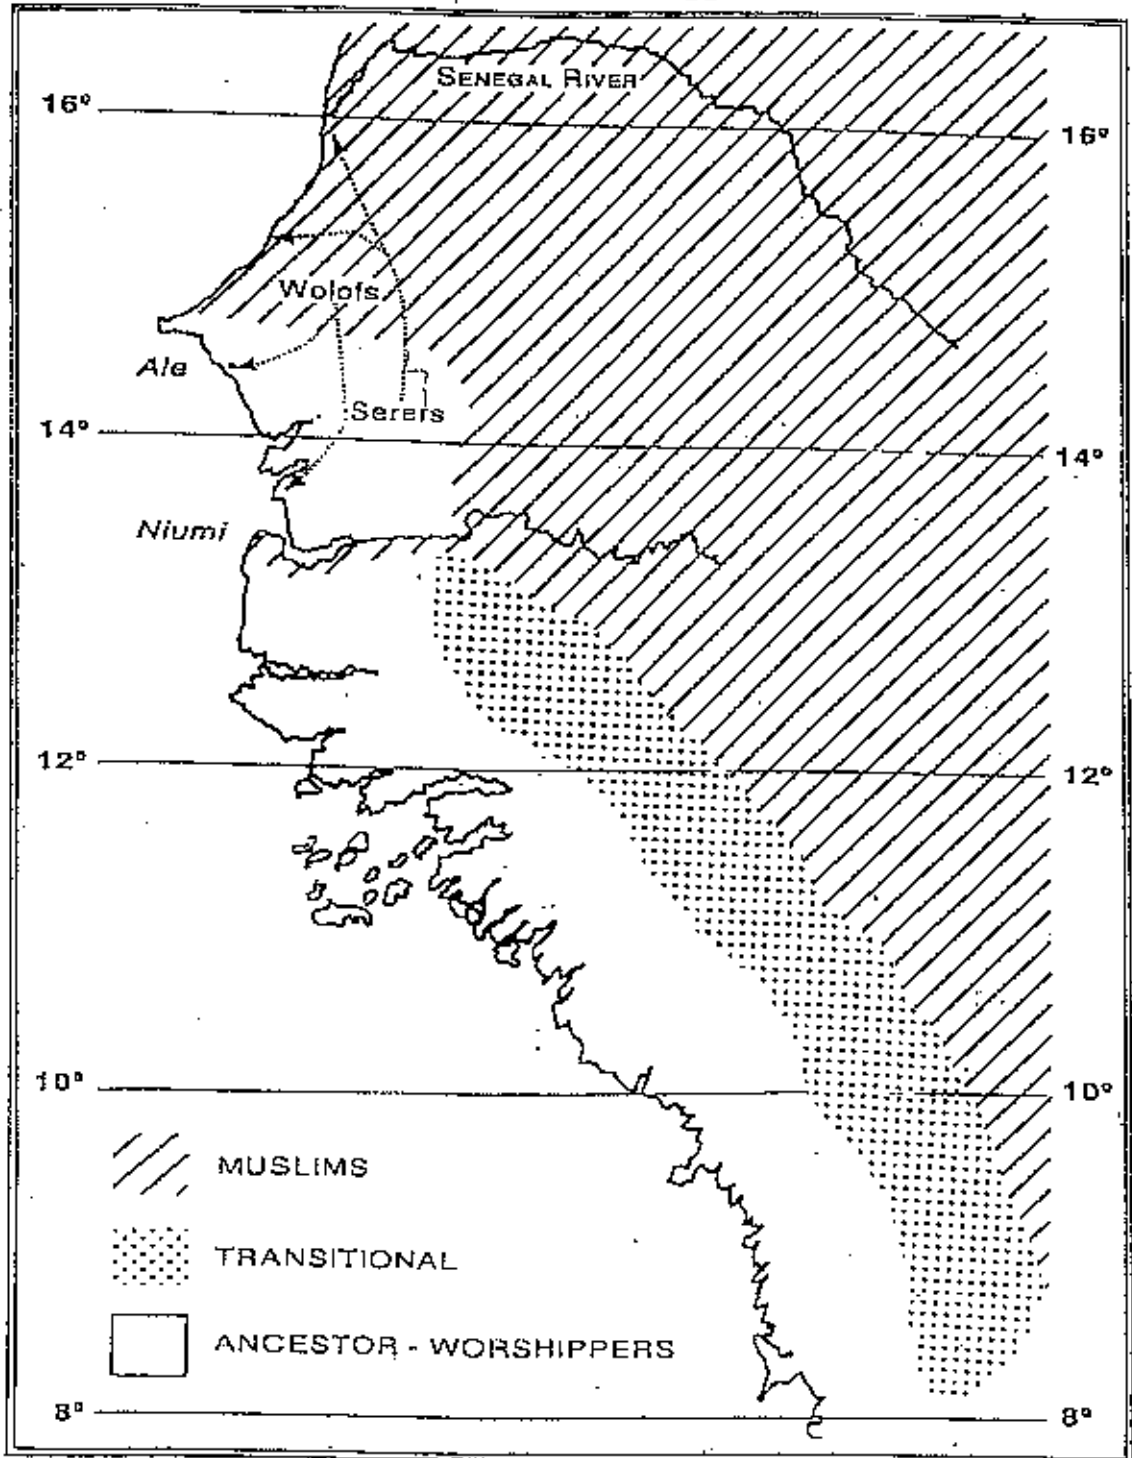 SENEGAL RIVER
16° 16°
Wolofs
Ale
Serers
14° 14°
Niumi
12° 12°
10° 10°
MUSLIMS
TRANSITIONAL
ANCESTOR - WORSHIPPERS
8° 8°